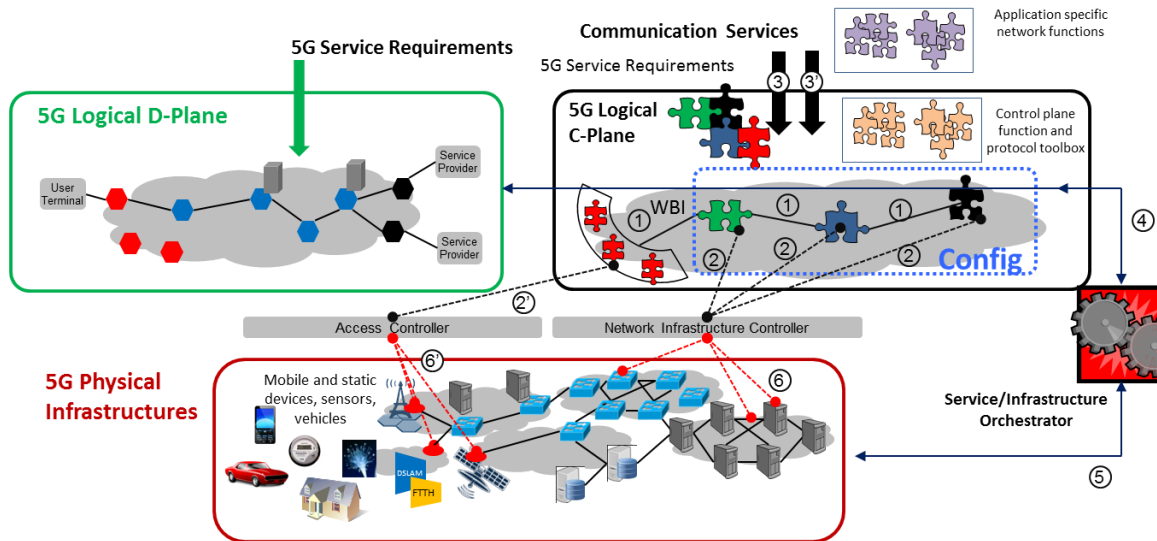 5G Service Requirements
Communication Services
5G Service Requirements
3
3'
Application specific
network functions
5G Logical D-Plane
User
Terminal
Service
Provider
Service
Provider
5G Logical
C-Plane
Control plane
function and
protocol toolbox
WBI
1
1
1
2
2
2
Config
4
2'
Access Controller
Network Infrastructure Controller
6'
6
5G Physical
Infrastructures
Mobile and static
devices, sensors,
vehicles
DSLAM
FTTH
Service/Infrastructure
Orchestrator
5